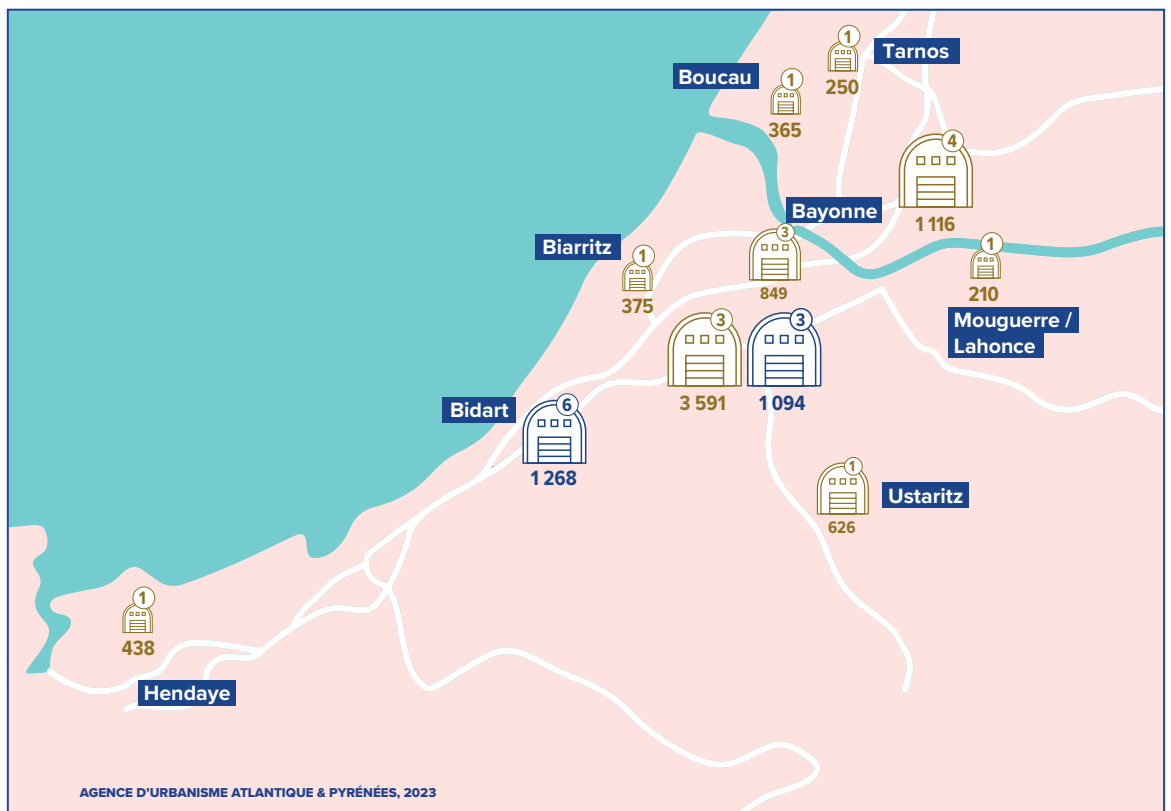 1
Tarnos
250
Boucau
1
365
4
1 116
Bayonne
3
849
Biarritz
1
375
1
210
Mouguerre /
Lahonce
3
3 591
3
1 094
Bidart
6
1 268
1
Ustaritz
626
1
438
Hendaye
AGENCE D'URBANISME ATLANTIQUE & PYRÉNÉES, 2023